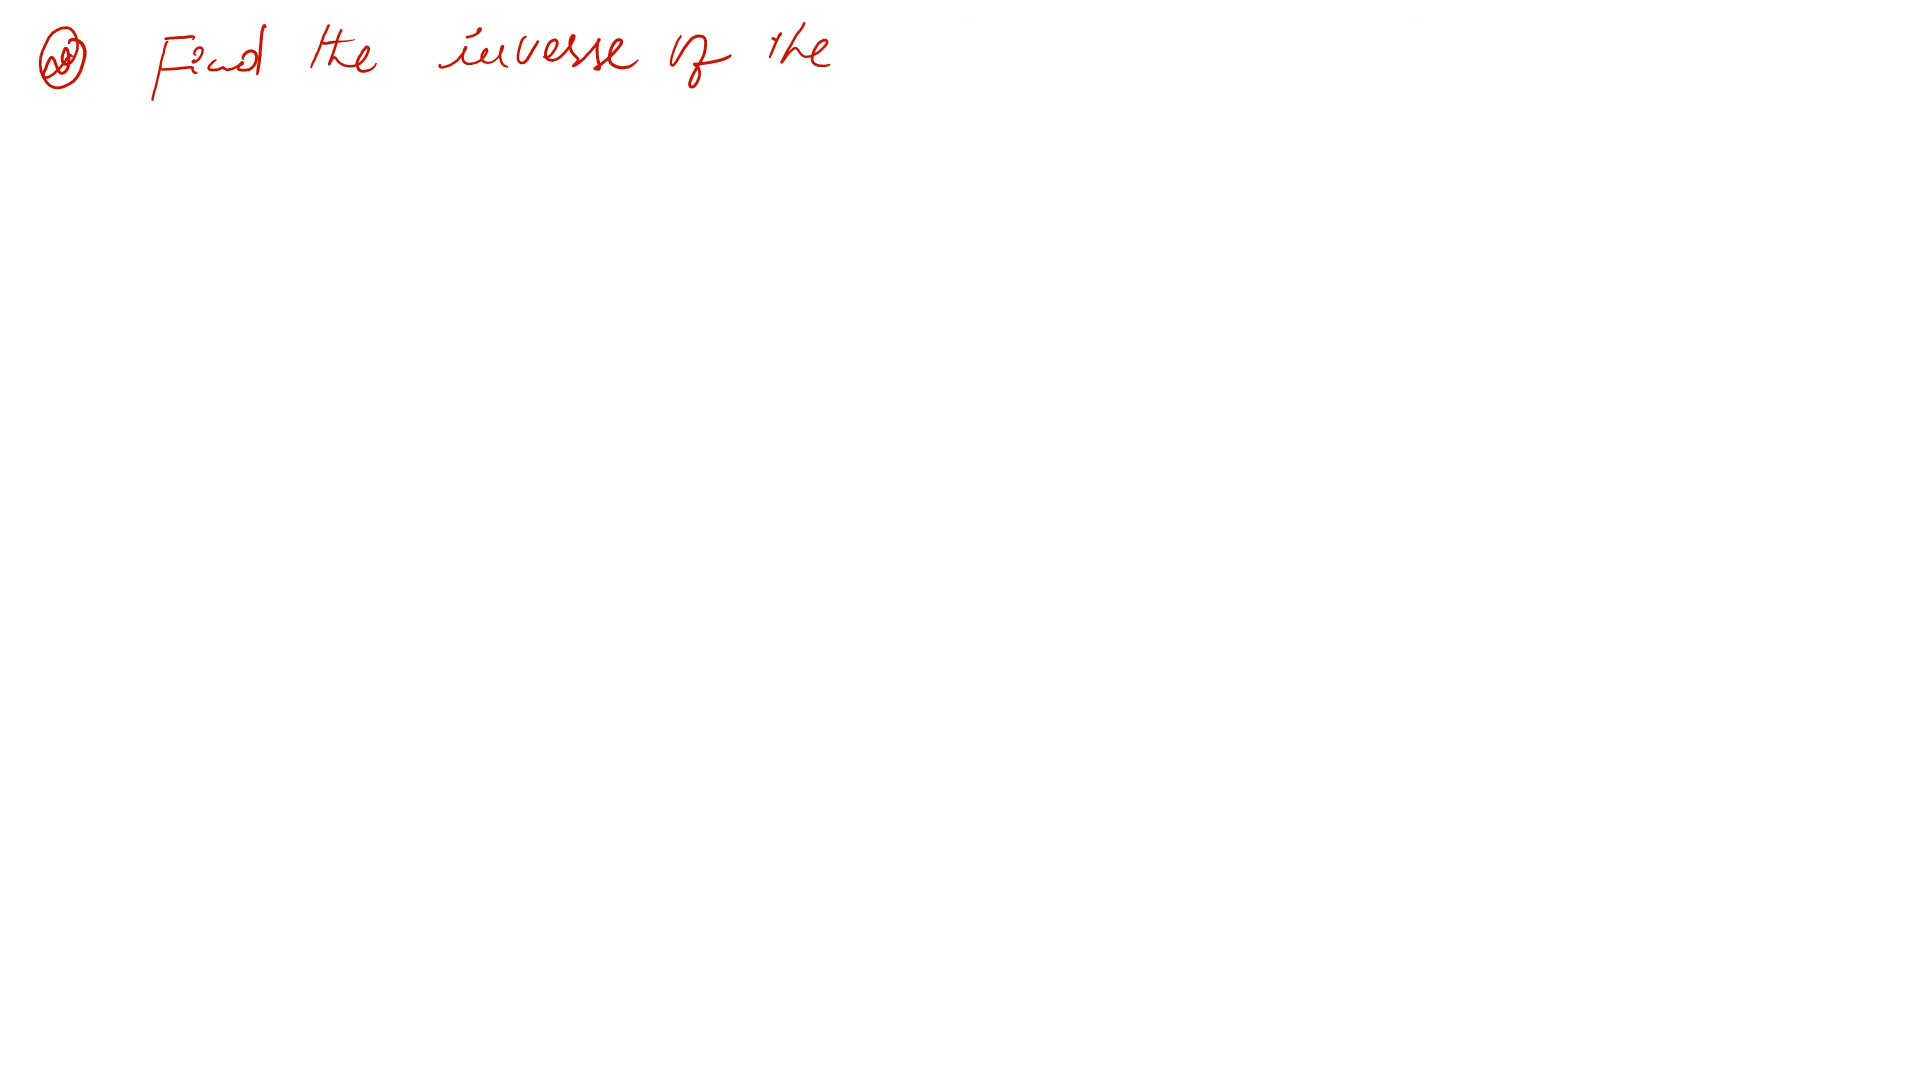 Find the inverse of the